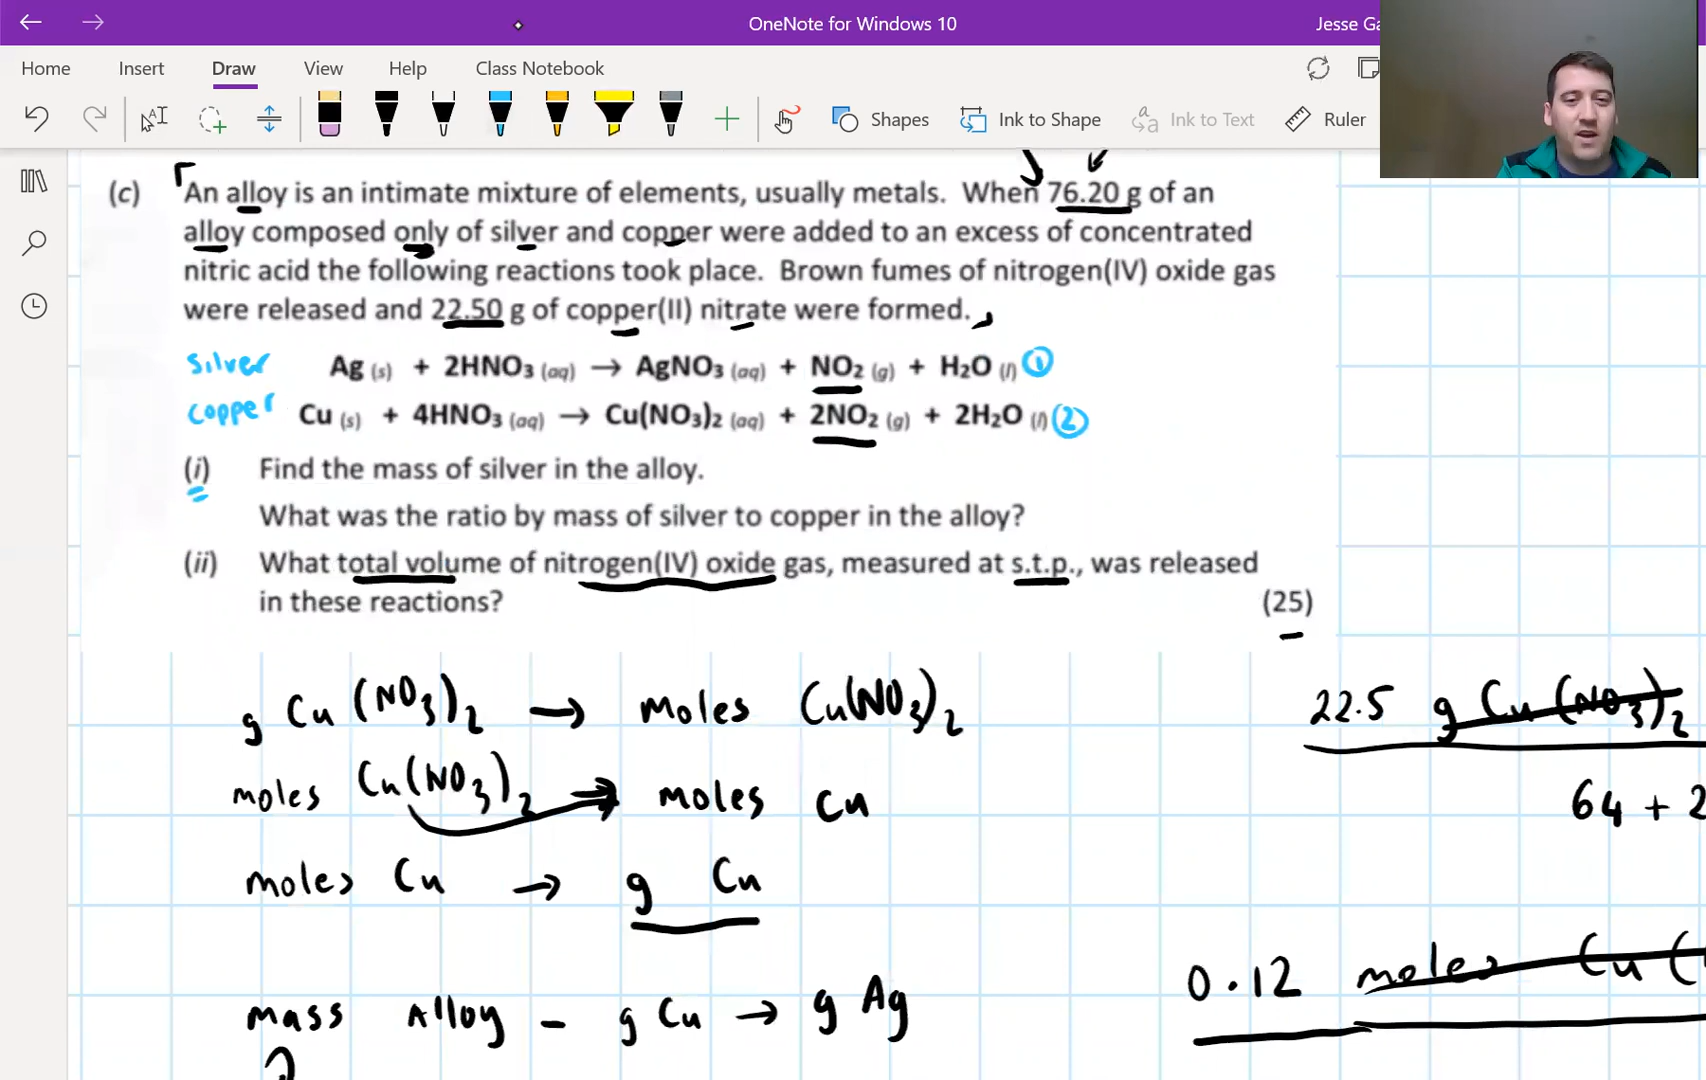 OneNote for Windows 10
Jesse Ga
Home Insert Draw View Help Class Notebook
Shapes Ink to Shape Ink to Text Ruler
(c) An alloy is an intimate mixture of elements, usually metals. When 76.20 g of an
alloy composed only of silver and copper were added to an excess of concentrated
nitric acid the following reactions took place. Brown fumes of nitrogen(IV) oxide gas
were released and 22.50 g of copper(II) nitrate were formed.
silver Ag (s) + 2HNO₃ (aq) → AgNO₃ (aq) + NO₂ (g) + H₂O (l) ①
copper Cu (s) + 4HNO₃ (aq) → Cu(NO₃)₂ (aq) + 2NO₂ (g) + 2H₂O (l) ②
(i) Find the mass of silver in the alloy.
What was the ratio by mass of silver to copper in the alloy?
(ii) What total volume of nitrogen(IV) oxide gas, measured at s.t.p., was released
in these reactions? (25)
g Cu (NO₃)₂ → moles Cu(NO₃)₂ 22.5 g Cu (NO₃)₂
moles Cu(NO₃)₂ → moles Cu 64 + 2
moles Cu → g Cu
0.12 moles Cu (
mass Alloy - g Cu → g Ag